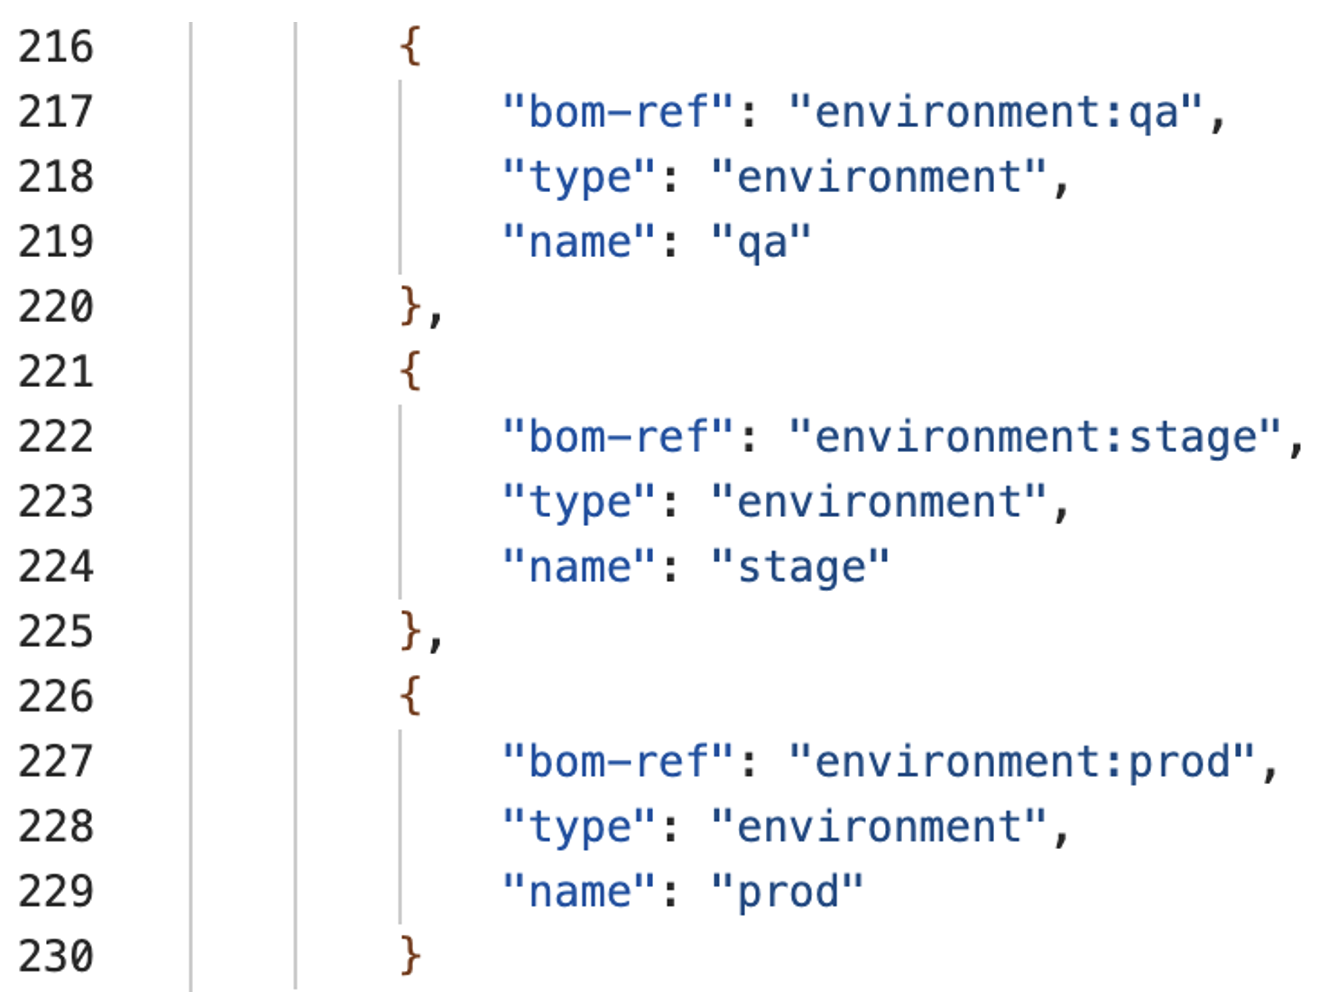 216 {
217 "bom-ref": "environment:qa",
218 "type": "environment",
219 "name": "qa"
220 },
221 {
222 "bom-ref": "environment:stage",
223 "type": "environment",
224 "name": "stage"
225 },
226 {
227 "bom-ref": "environment:prod",
228 "type": "environment",
229 "name": "prod"
230 }